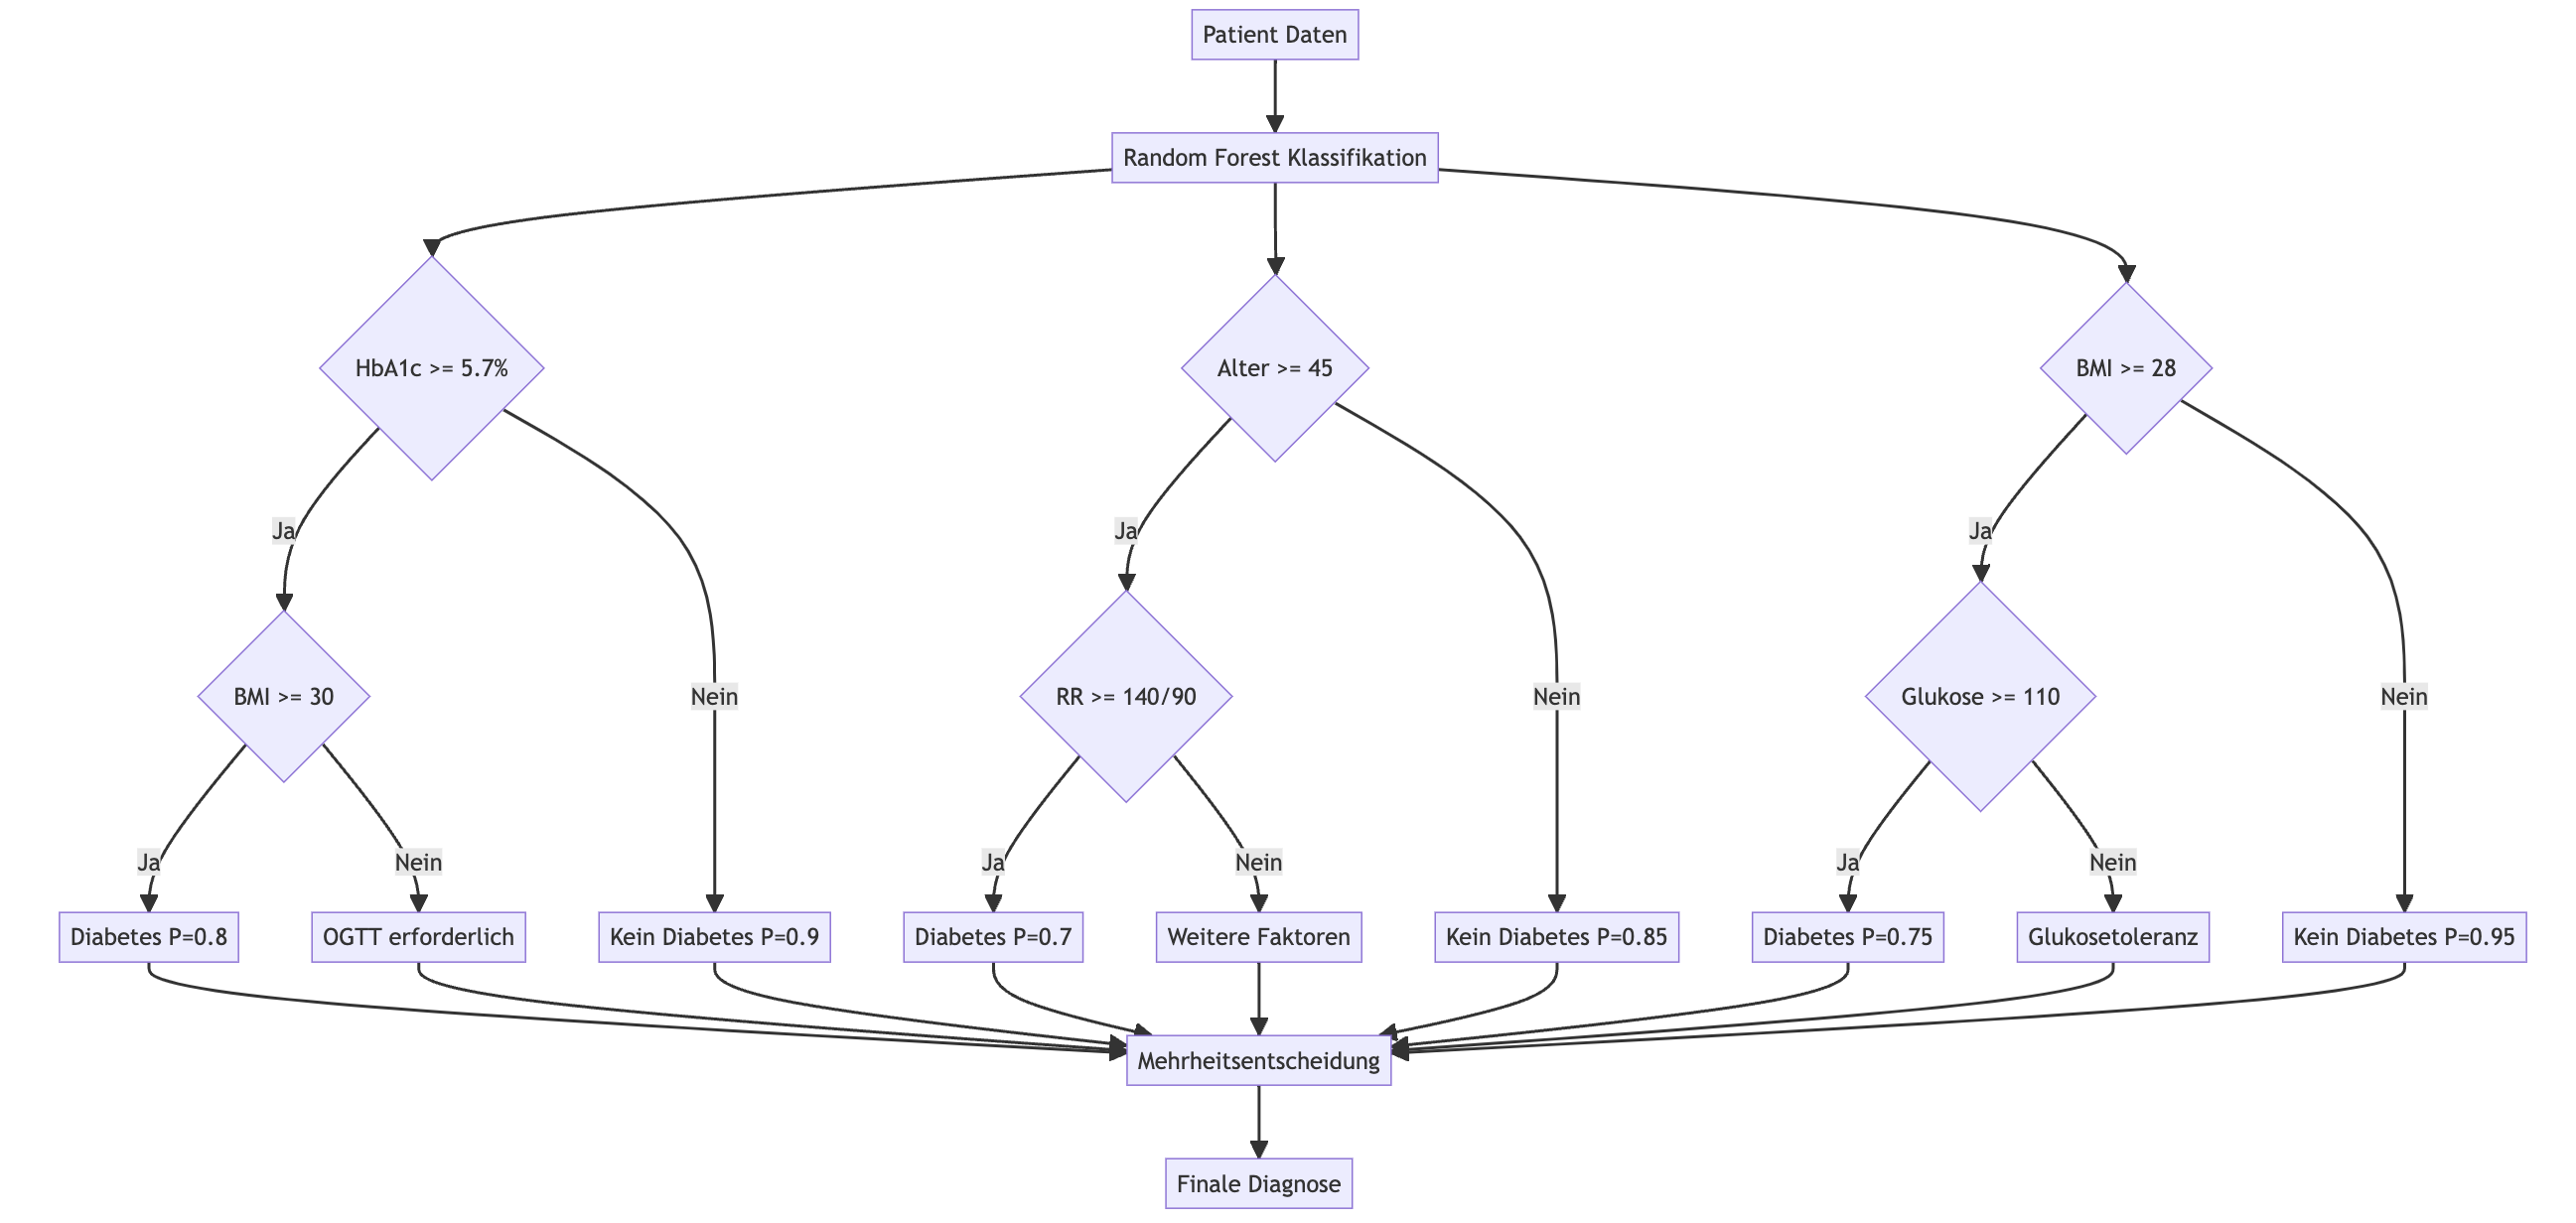 Patient Daten
Random Forest Klassifikation
HbA1c >= 5.7%
Alter >= 45
BMI >= 28
Ja
Ja
Ja
BMI >= 30
Nein
RR >= 140/90
Nein
Glukose >= 110
Nein
Ja
Nein
Ja
Nein
Ja
Nein
Diabetes P=0.8
OGTT erforderlich
Kein Diabetes P=0.9
Diabetes P=0.7
Weitere Faktoren
Kein Diabetes P=0.85
Diabetes P=0.75
Glukosetoleranz
Kein Diabetes P=0.95
Mehrheitsentscheidung
Finale Diagnose